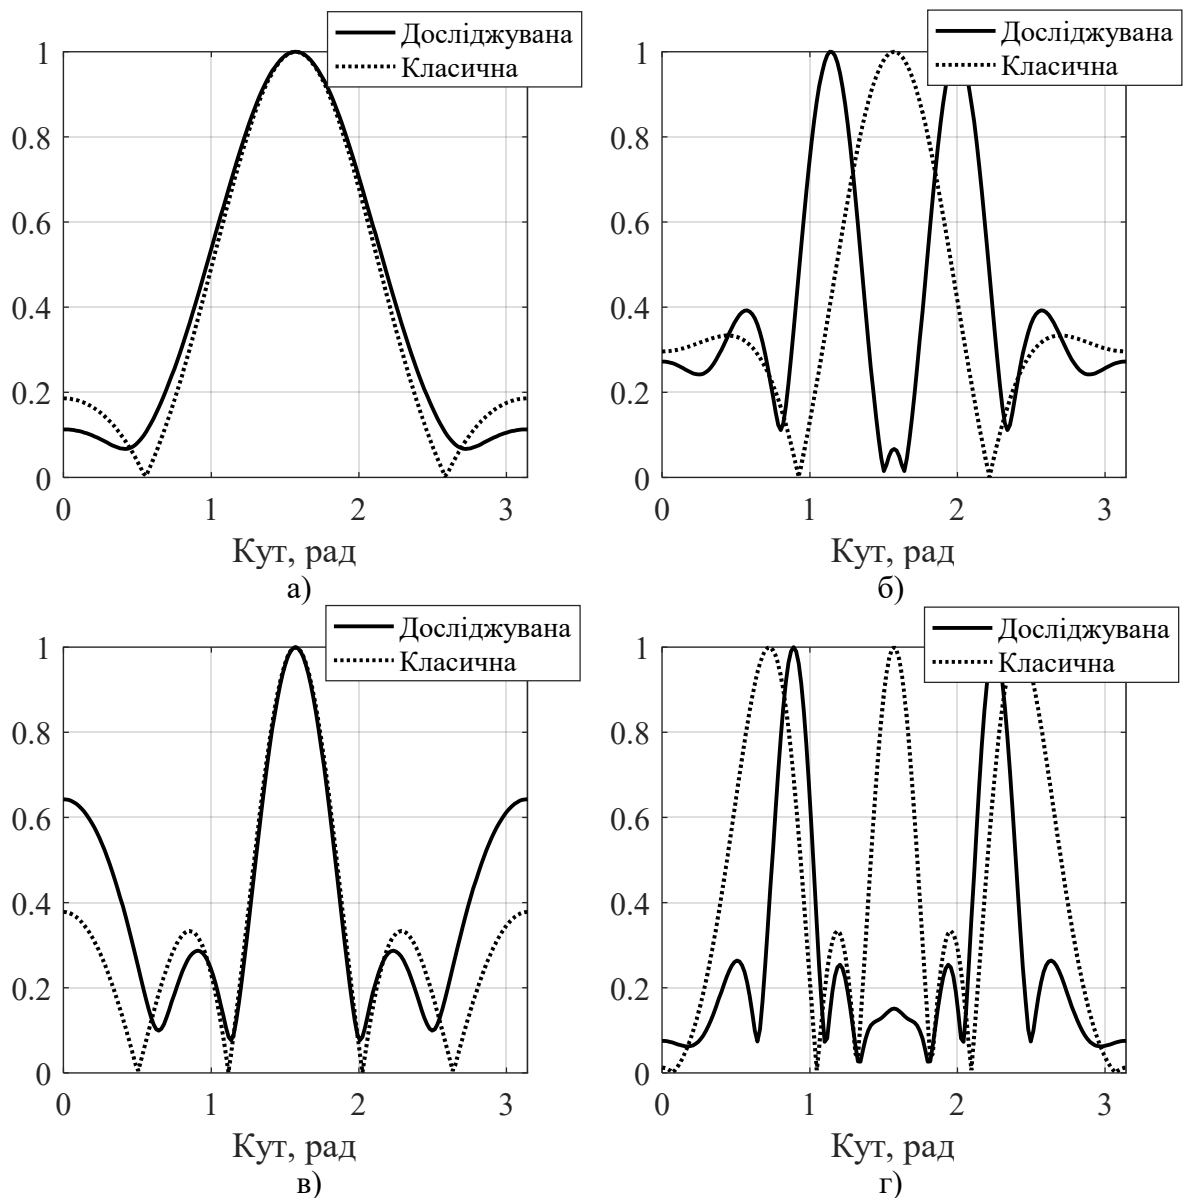 Досліджувана
Класична
1
0.8
0.6
0.4
0.2
0
0 1 2 3
Кут, рад
а)
Досліджувана
Класична
1
0.8
0.6
0.4
0.2
0
0 1 2 3
Кут, рад
б)
Досліджувана
Класична
1
0.8
0.6
0.4
0.2
0
0 1 2 3
Кут, рад
в)
Досліджувана
Класична
1
0.8
0.6
0.4
0.2
0
0 1 2 3
Кут, рад
г)